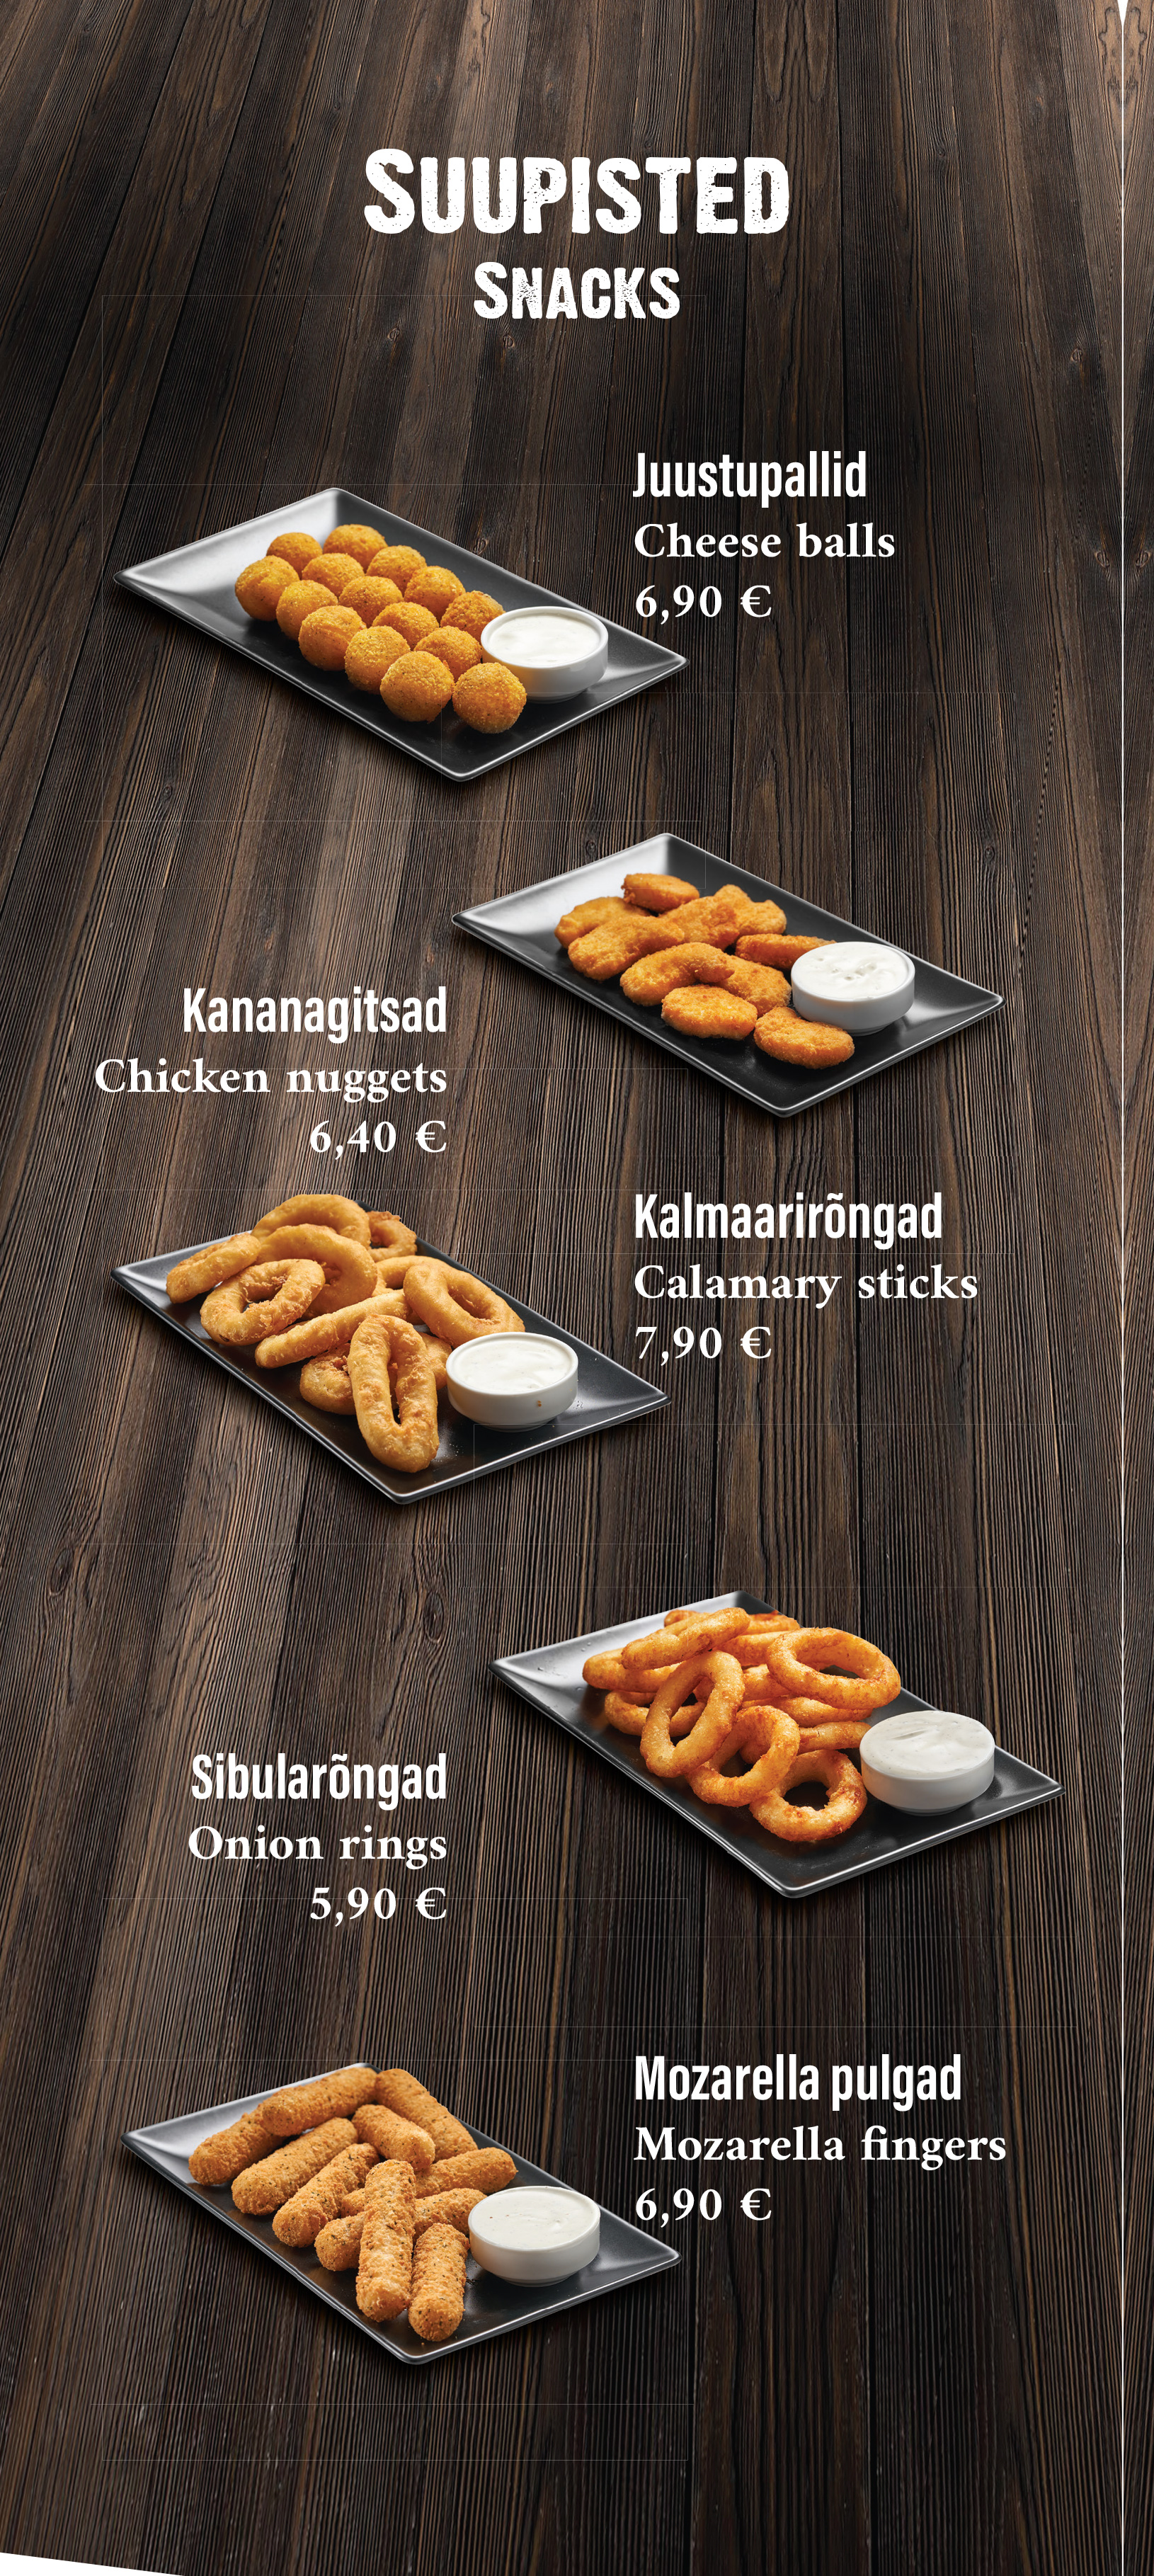 SUUPISTED
SNACKS
Juustupallid
Cheese balls
6,90 €
Kananagitsad
Chicken nuggets
6,40 €
Kalmaarirõngad
Calamary sticks
7,90 €
Sibularõngad
Onion rings
5,90 €
Mozarella pulgad
Mozarella fingers
6,90 €